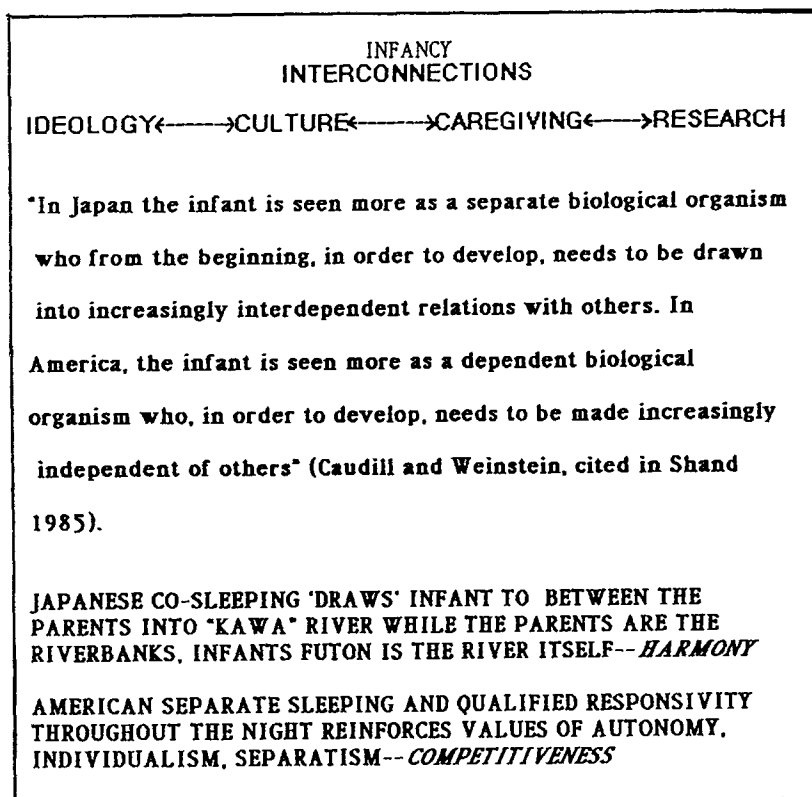 INFANCY
INTERCONNECTIONS
IDEOLOGY<------>CULTURE<------->CAREGIVING<----->RESEARCH
"In Japan the infant is seen more as a separate biological organism
who from the beginning, in order to develop, needs to be drawn
into increasingly interdependent relations with others. In
America, the infant is seen more as a dependent biological
organism who, in order to develop, needs to be made increasingly
independent of others" (Caudill and Weinstein, cited in Shand
1985).
JAPANESE CO-SLEEPING 'DRAWS' INFANT TO BETWEEN THE
PARENTS INTO "KAWA" RIVER WHILE THE PARENTS ARE THE
RIVERBANKS, INFANTS FUTON IS THE RIVER ITSELF--HARMONY
AMERICAN SEPARATE SLEEPING AND QUALIFIED RESPONSIVITY
THROUGHOUT THE NIGHT REINFORCES VALUES OF AUTONOMY,
INDIVIDUALISM, SEPARATISM--COMPETITIVENESS